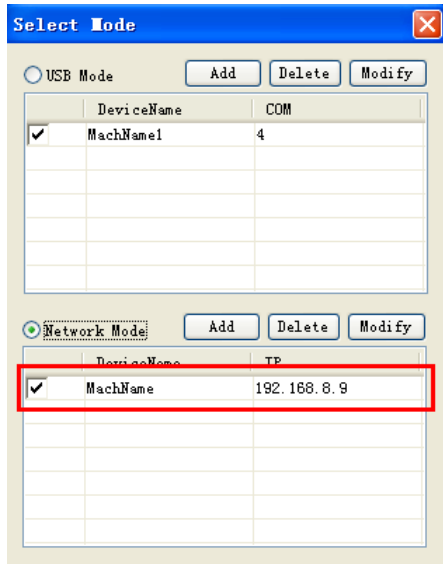 Select Mode
USB Mode Add Delete Modify
DeviceName COM
MachName1 4
Network Mode Add Delete Modify
DeviceName IP
MachName 192.168.8.9